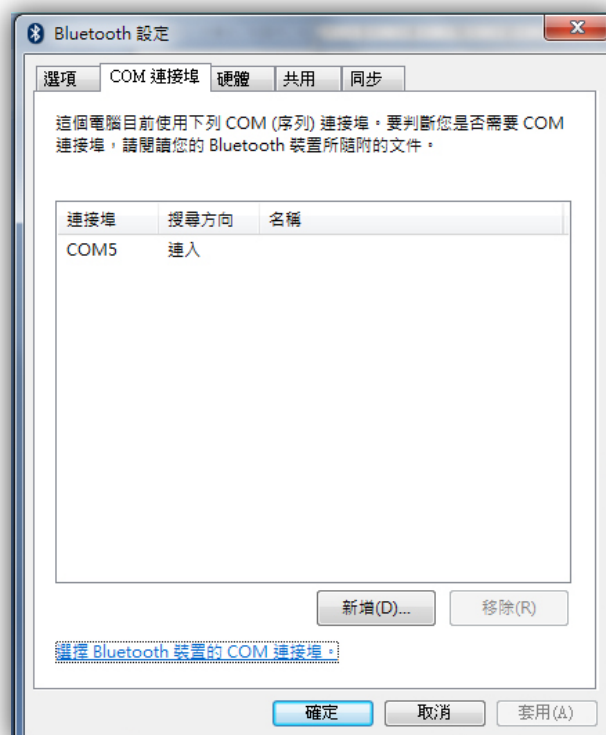 Bluetooth 設定
選項 COM 連接埠 硬體 共用 同步
這個電腦目前使用下列 COM (序列) 連接埠。要判斷您是否需要 COM
連接埠，請閱讀您的 Bluetooth 裝置所隨附的文件。
連接埠 搜尋方向 名稱
COM5 連入
新增(D)... 移除(R)
選擇 Bluetooth 裝置的 COM 連接埠。
確定 取消 套用(A)